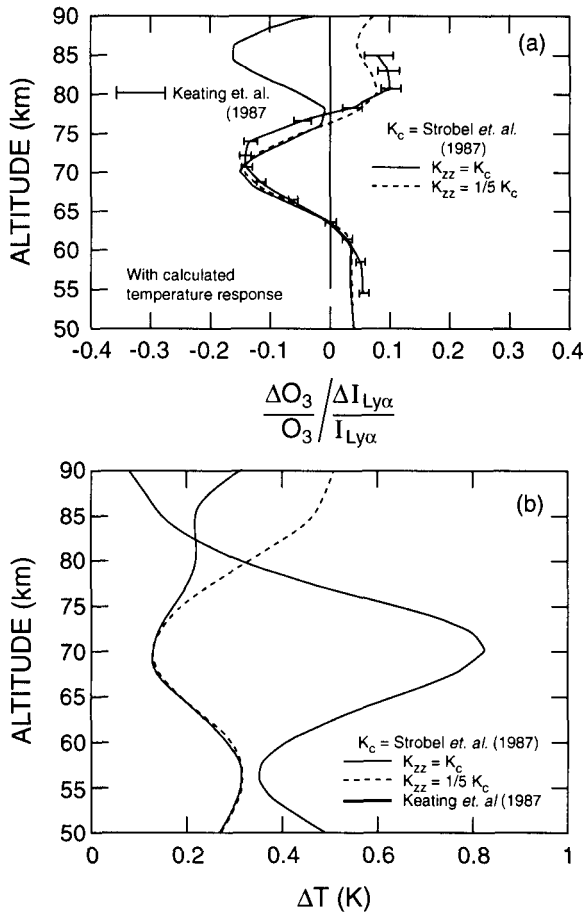 (a)
ALTITUDE (km)
90
85
80
75
70
65
60
55
50
Keating et. al.
(1987
K_c = Strobel et. al.
(1987)
K_zz = K_c
K_zz = 1/5 K_c
With calculated
temperature response
-0.4 -0.3 -0.2 -0.1 0 0.1 0.2 0.3 0.4
ΔO₃ / ΔI_Lyα
O₃ / I_Lyα
(b)
ALTITUDE (km)
90
85
80
75
70
65
60
55
50
K_c = Strobel et. al. (1987)
K_zz = K_c
K_zz = 1/5 K_c
Keating et. al (1987
0 0.2 0.4 0.6 0.8 1
ΔT (K)